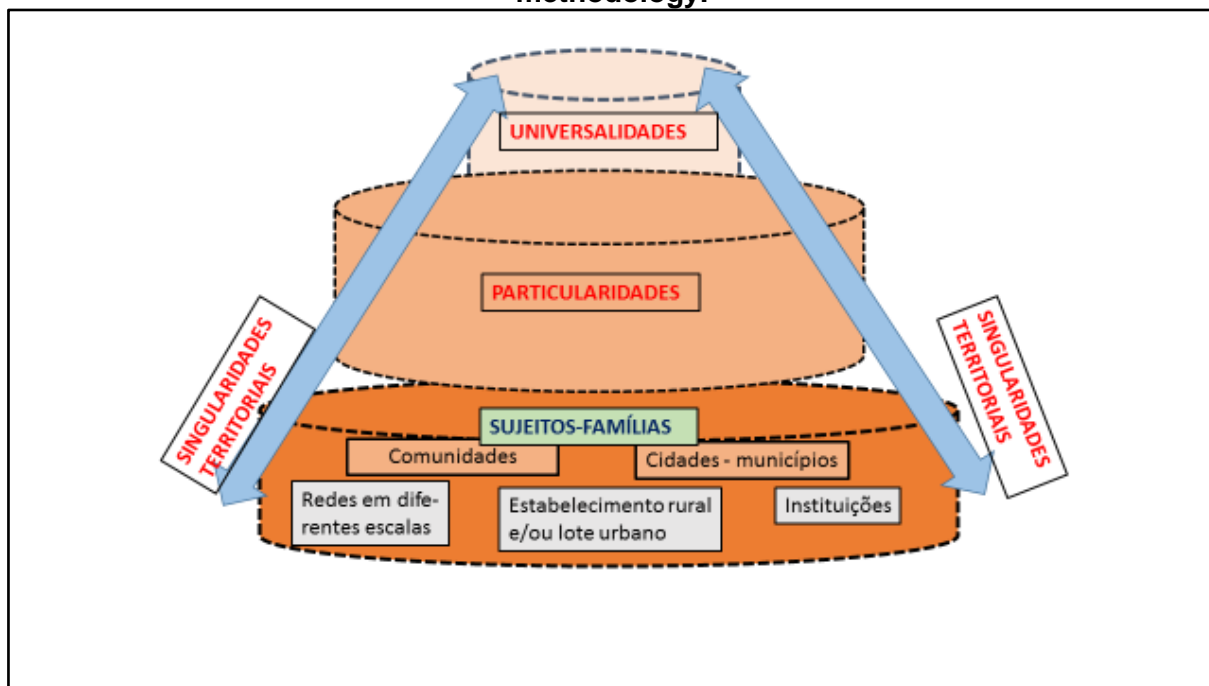 methodology.
UNIVERSALIDADES
PARTICULARIDADES
SINGULARIDADES
TERRITORIAIS
SINGULARIDADES
TERRITORIAIS
SUJEITOS-FAMÍLIAS
Comunidades
Cidades - municípios
Redes em dife-
rentes escalas
Estabelecimento rural
e/ou lote urbano
Instituições